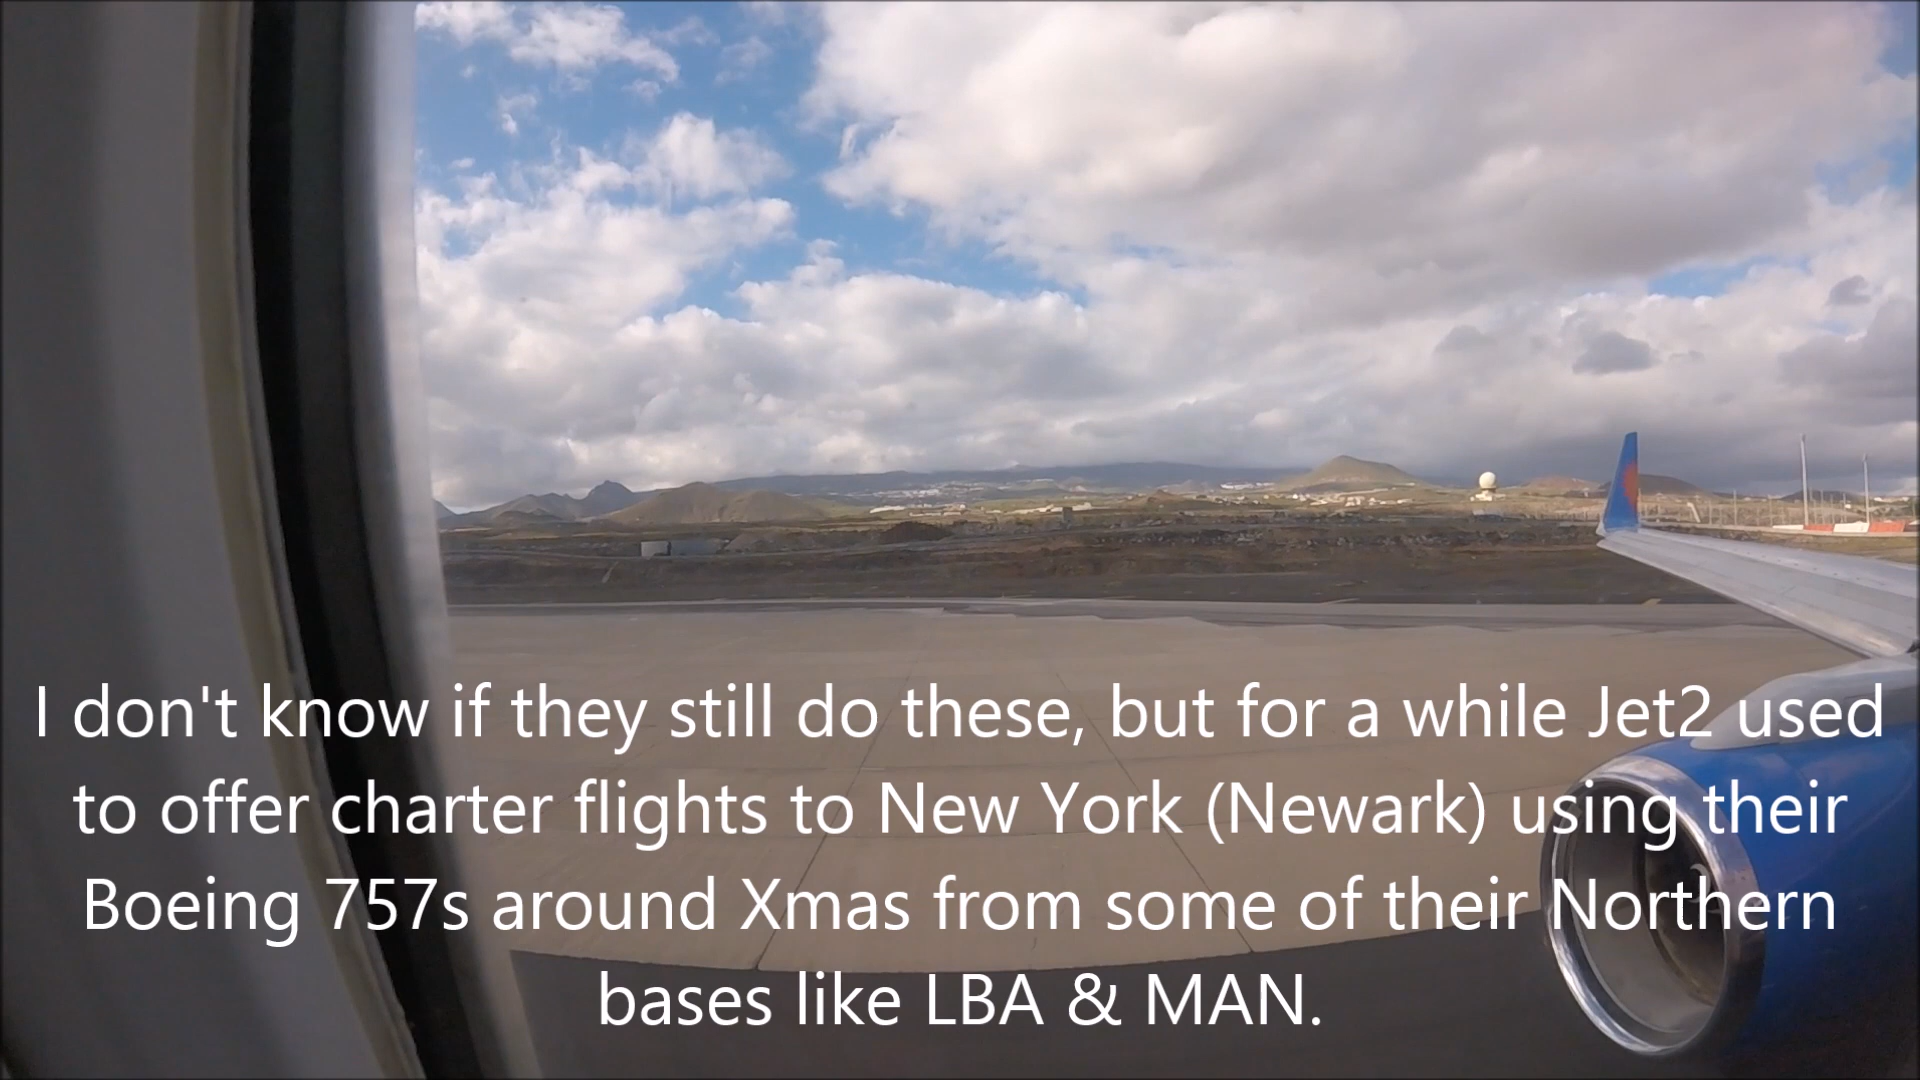 I don't know if they still do these, but for a while Jet2 used
to offer charter flights to New York (Newark) using their
Boeing 757s around Xmas from some of their Northern
bases like LBA & MAN.